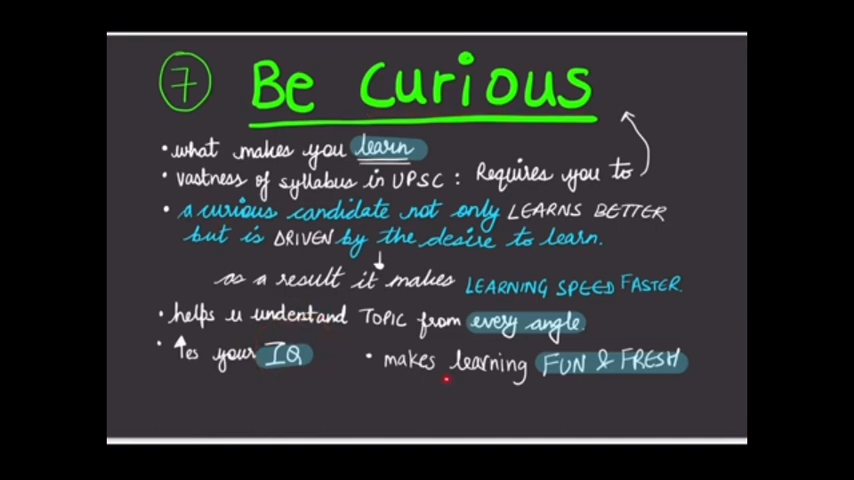 7 Be Curious
• what makes you learn
• vastness of syllabus in UPSC : Requires you to
• a curious candidate not only LEARNS BETTER
but is DRIVEN by the desire to learn.
as a result it makes LEARNING SPEED FASTER.
• helps u understand TOPIC from every angle.
• ↑es your IQ • makes learning FUN & FRESH